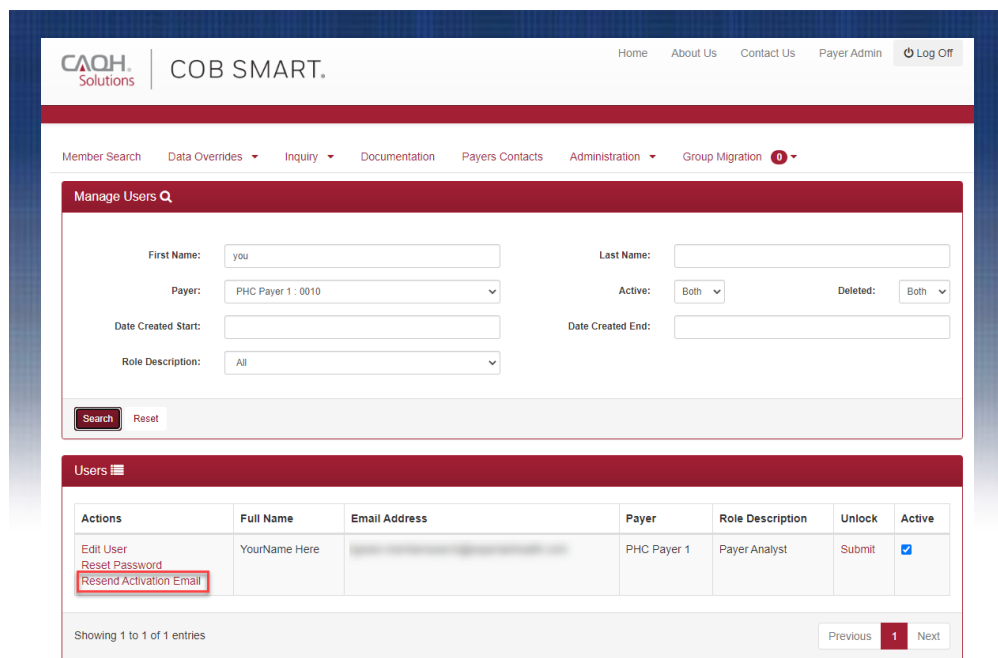 CAQH. Solutions COB SMART.
Home About Us Contact Us Payer Admin Log Off
Member Search Data Overrides Inquiry Documentation Payers Contacts Administration Group Migration 0
Manage Users
First Name: you Last Name:
Payer: PHC Payer 1 : 0010 Active: Both Deleted: Both
Date Created Start: Date Created End:
Role Description: All
Search Reset
Users
Actions Full Name Email Address Payer Role Description Unlock Active
Edit User YourName Here PHC Payer 1 Payer Analyst Submit
Reset Password
Resend Activation Email
Showing 1 to 1 of 1 entries Previous 1 Next